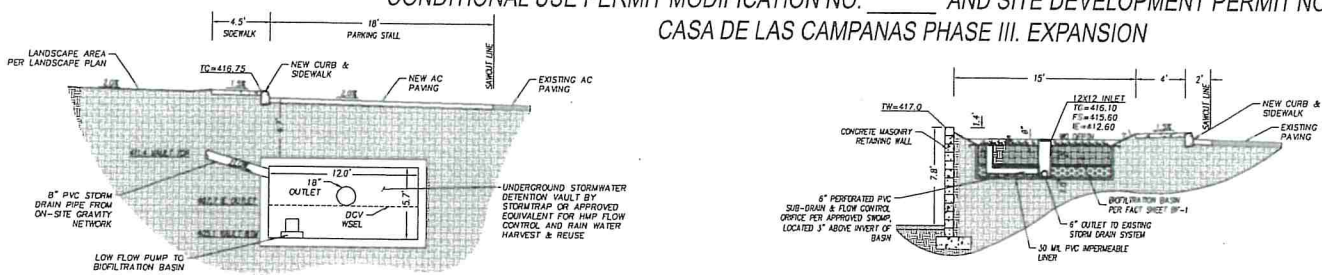 CONDITIONAL USE PERMIT MODIFICATION NO. ______ AND SITE DEVELOPMENT PERMIT NO
CASA DE LAS CAMPANAS PHASE III. EXPANSION
4.5'
SIDEWALK
18'
PARKING STALL
SAWCUT LINE
LANDSCAPE AREA
PER LANDSCAPE PLAN
TC=416.75
NEW CURB &
SIDEWALK
NEW AC
PAVING
EXISTING AC
PAVING
2.0%
8" PVC STORM
DRAIN PIPE FROM
ON-SITE GRAVITY
NETWORK
12.0'
18"
OUTLET
DCV
WSEL
5.7'
UNDERGROUND STORMWATER
DETENTION VAULT BY
STORMTRAP OR APPROVED
EQUIVALENT FOR HMP FLOW
CONTROL AND RAIN WATER
HARVEST & REUSE
LOW FLOW PUMP TO
BIOFILTRATION BASIN
15'
4'
2'
SAWCUT LINE
TW=417.0
1.4'
12X12 INLET
TG=416.10
FS=415.60
IE=412.60
NEW CURB &
SIDEWALK
EXISTING
PAVING
CONCRETE MASONRY
RETAINING WALL
7.8'
6" PERFORATED PVC
SUB-DRAIN & FLOW CONTROL
ORIFICE PER APPROVED SWQMP,
LOCATED 3" ABOVE INVERT OF
BASIN
BIOFILTRATION BASIN
PER FACT SHEET BF-1
6" OUTLET TO EXISTING
STORM DRAIN SYSTEM
30 MIL PVC IMPERMEABLE
LINER